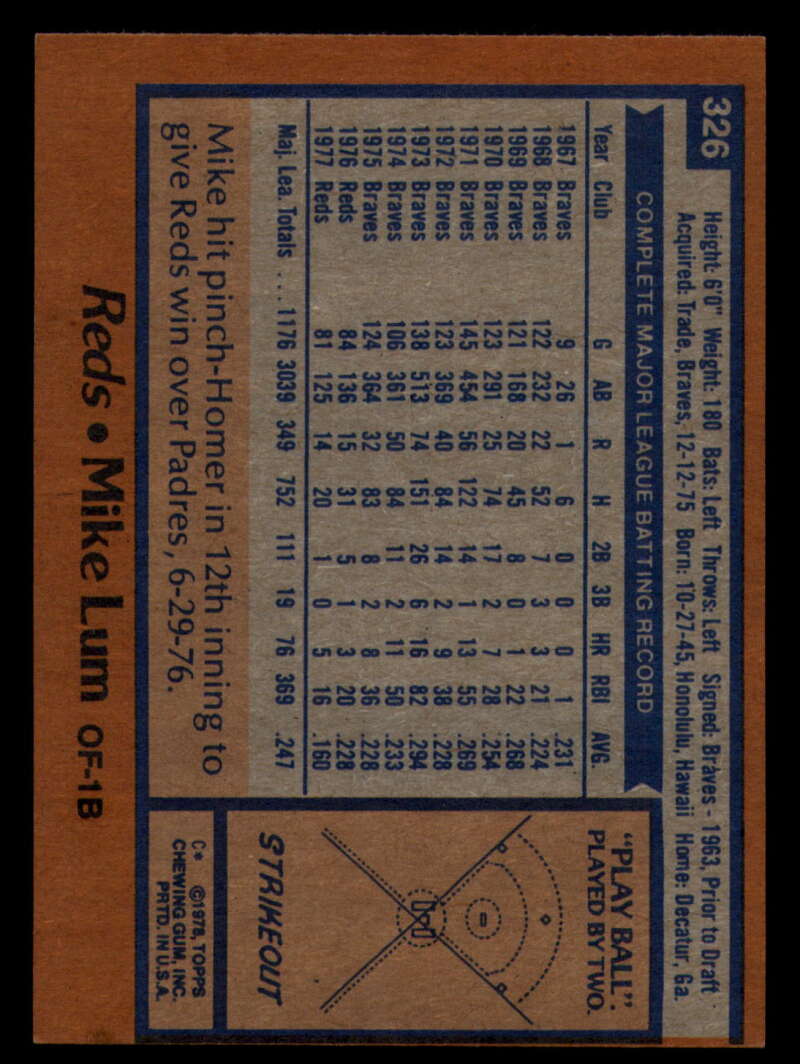 326
Height: 6'0" Weight: 180 Bats: Left Throws: Left Signed: Braves - 1963, Prior to Draft
Acquired: Trade, Braves, 12-12-75 Born: 10-27-45, Honolulu, Hawaii Home: Decatur, Ga.
COMPLETE MAJOR LEAGUE BATTING RECORD
Year Club G AB R H 2B 3B HR RBI AVG.
1967 Braves 9 26 1 6 0 0 0 1 .231
1968 Braves 122 232 22 52 7 3 3 21 .224
1969 Braves 121 168 20 45 8 0 1 22 .268
1970 Braves 123 291 25 74 17 2 7 28 .254
1971 Braves 145 454 56 122 14 1 13 55 .269
1972 Braves 123 369 40 84 14 2 9 38 .228
1973 Braves 138 513 74 151 26 6 16 82 .294
1974 Braves 106 361 50 84 11 2 11 50 .233
1975 Braves 124 364 32 83 8 2 8 36 .228
1976 Reds 84 136 15 31 5 1 3 20 .228
1977 Reds 81 125 14 20 1 0 5 16 .160
Maj. Lea. Totals ... 1176 3039 349 752 111 19 76 369 .247
Mike hit pinch-Homer in 12th inning to
give Reds win over Padres, 6-29-76.
"PLAY BALL".
PLAYED BY TWO.
STRIKEOUT
C* ©1978, TOPPS
CHEWING GUM, INC.
PRTD. IN U.S.A.
Reds • Mike Lum OF-1B